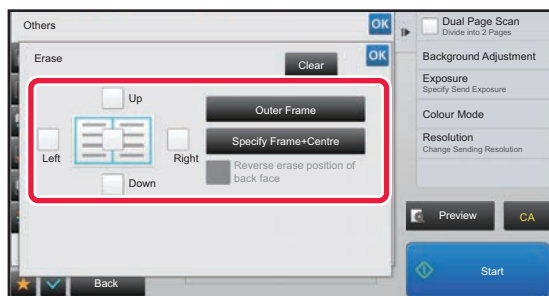 Others
OK
Erase
Clear
OK
Up
Left
Right
Down
Outer Frame
Specify Frame+Centre
Reverse erase position of
back face
Back
Dual Page Scan
Divide into 2 Pages
Background Adjustment
Exposure
Specify Send Exposure
Colour Mode
Resolution
Change Sending Resolution
Preview
CA
Start